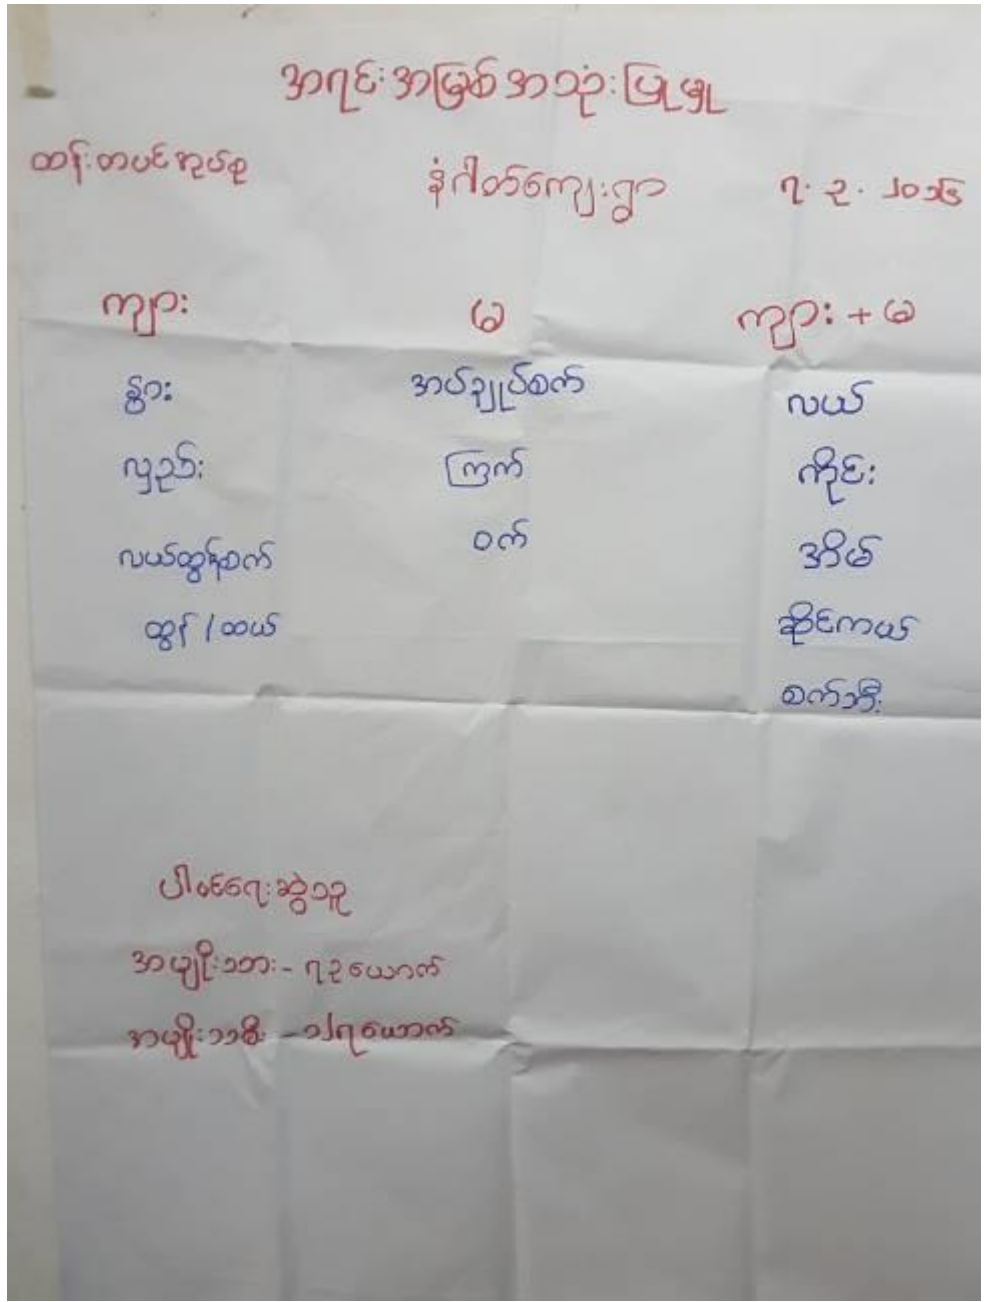 အရင်းအမြစ်အသုံးပြုမှု
ထန်းတပင်အုပ်စု နံ့ဂါတ်ကျေးရွာ ၇.၃.၂၀၁၆
ကျား မ ကျား + မ
နွား အပ်ချုပ်စက် လယ်
လှည်း ကြက် ကိုင်း
လယ်ထွန်စက် ဝက် အိမ်
ထွန် / ထယ် ဆိုင်ကယ်
စက်ဘီး
ပါဝင်ရေးဆွဲသူ
အမျိုးသား - ၇၃ယောက်
အမျိုးသမီး - ၁၂၇ယောက်